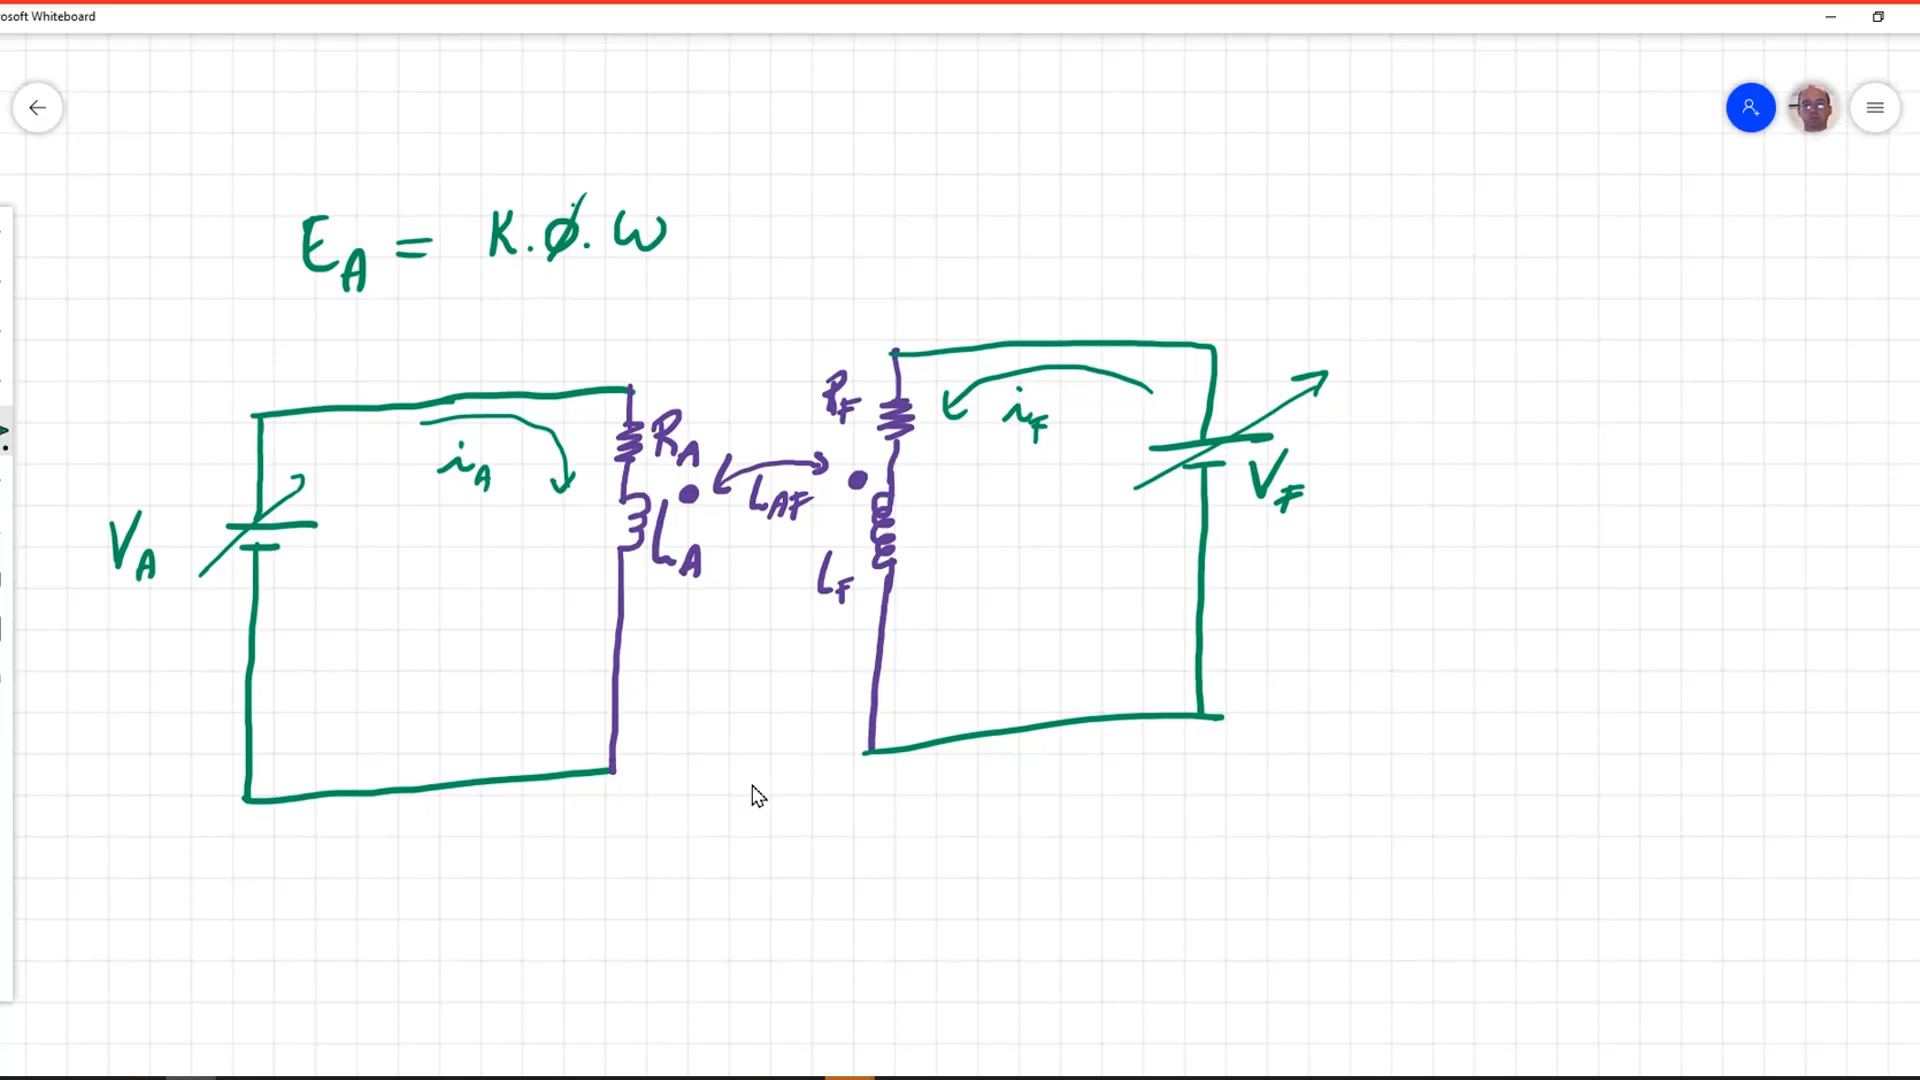 osoft Whiteboard
E_A = K.Ø.ω
i_A
R_A
L_A
V_A
L_AF
R_F
i_F
L_F
V_F